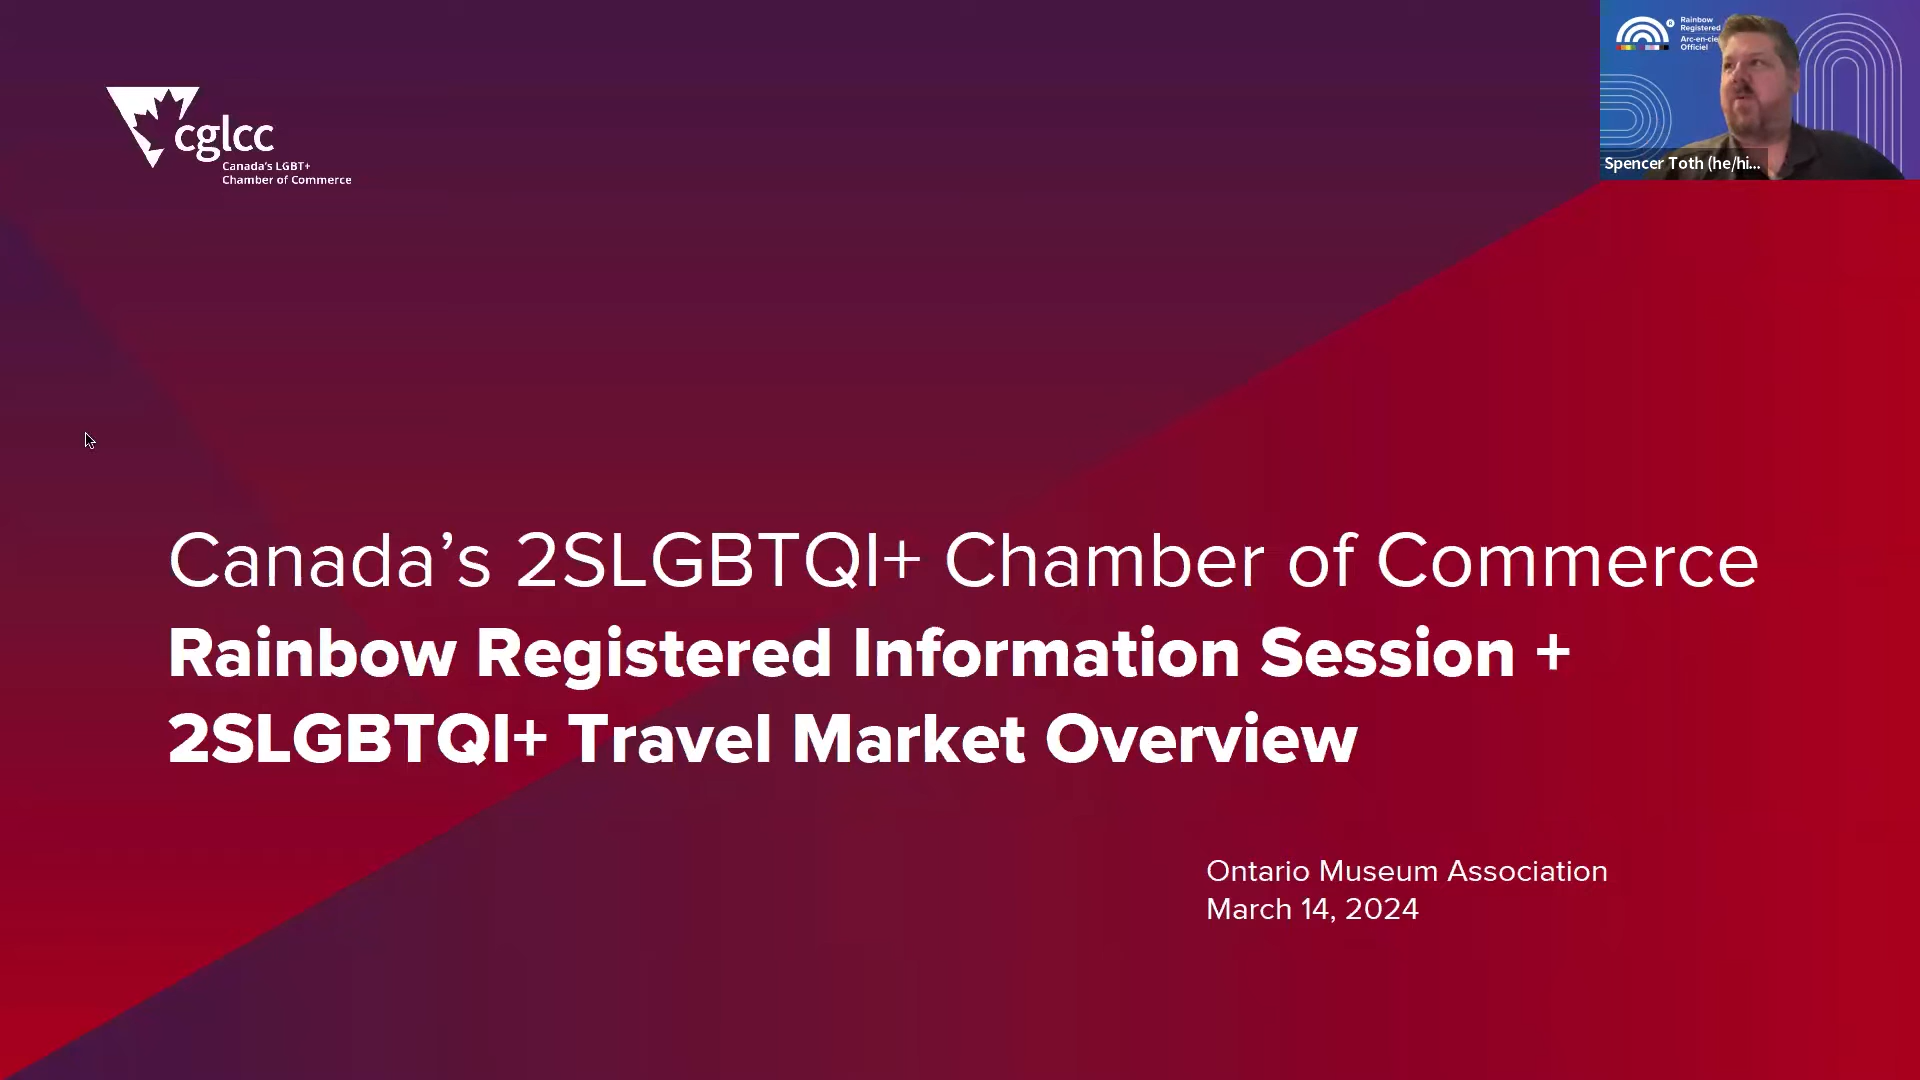 cglcc
Canada's LGBT+
Chamber of Commerce
Rainbow
Registered
Arc-en-cie
Officiel
Spencer Toth (he/hi...
Canada’s 2SLGBTQI+ Chamber of Commerce
Rainbow Registered Information Session +
2SLGBTQI+ Travel Market Overview
Ontario Museum Association
March 14, 2024